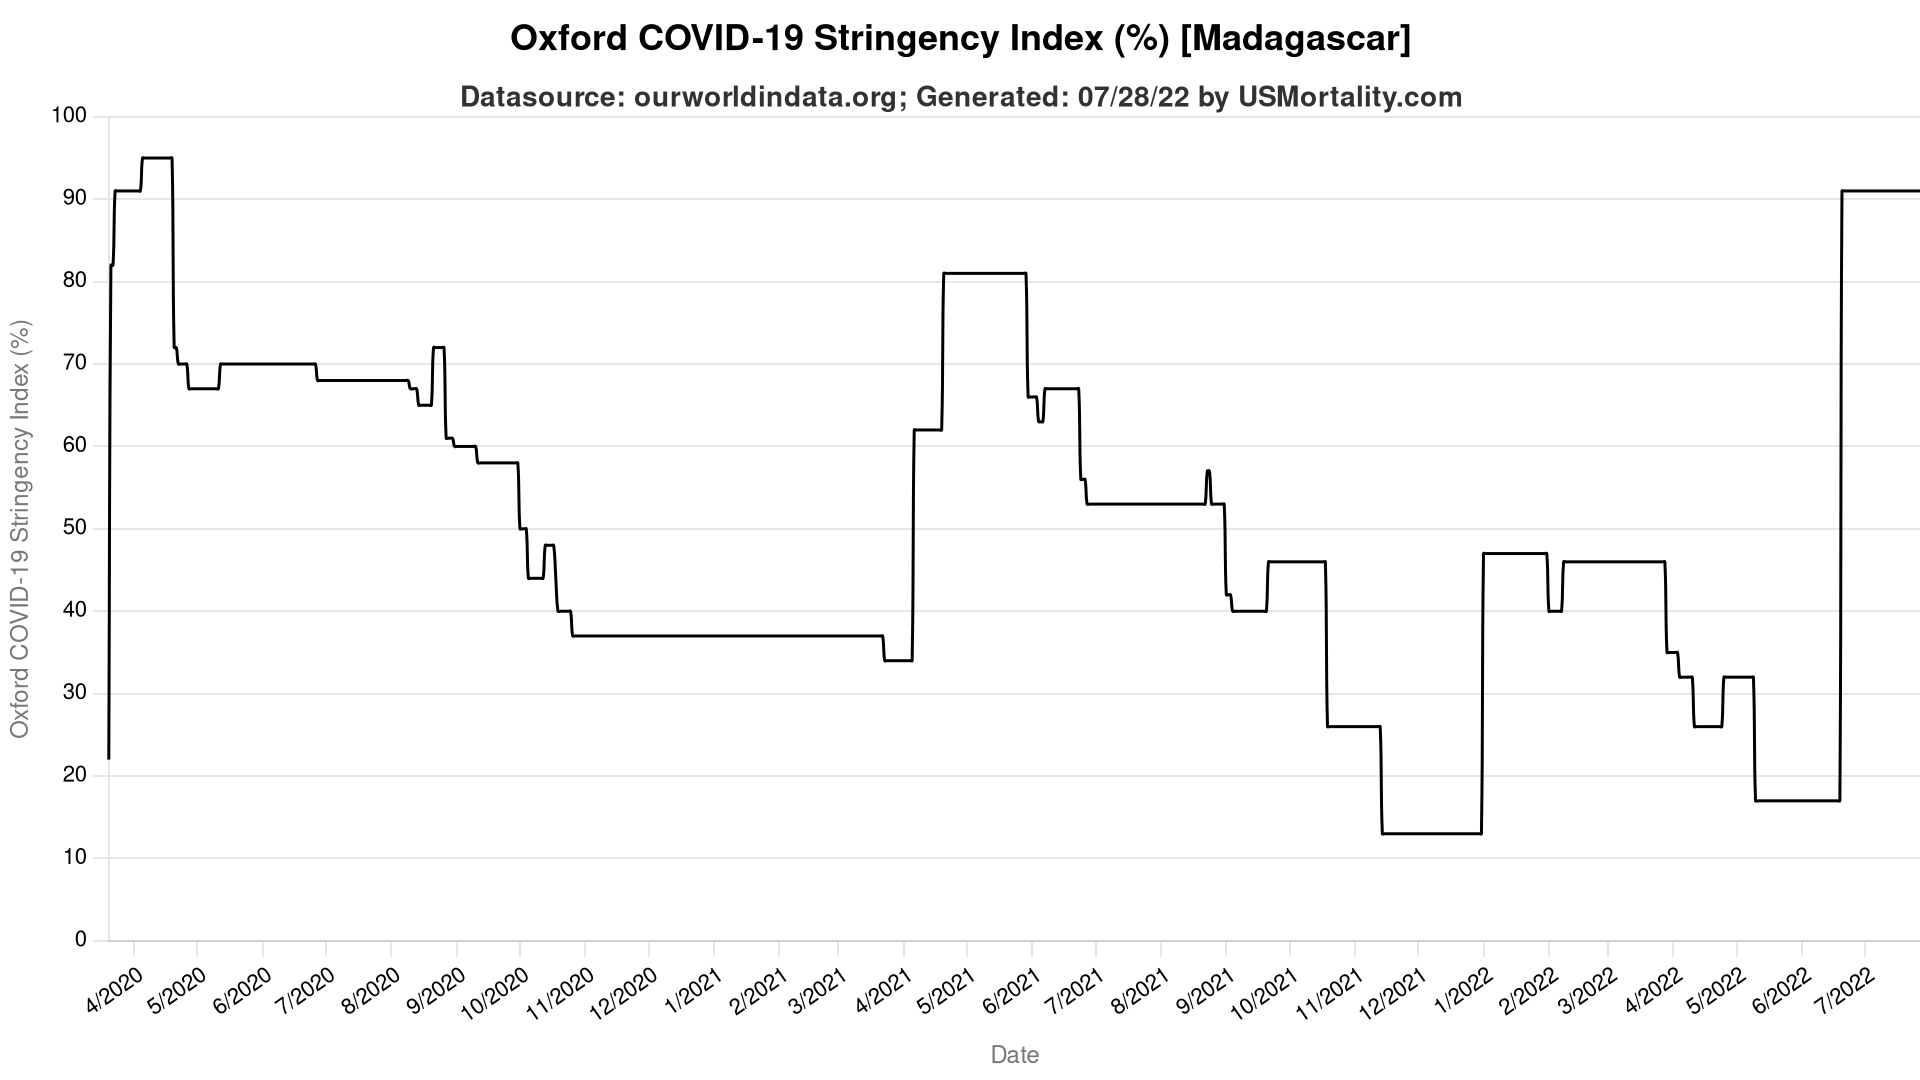 Oxford COVID-19 Stringency Index (%) [Madagascar]
Datasource: ourworldindata.org; Generated: 07/28/22 by USMortality.com
Oxford COVID-19 Stringency Index (%)
100
90
80
70
60
50
40
30
20
10
0
4/2020 5/2020 6/2020 7/2020 8/2020 9/2020 10/2020 11/2020 12/2020 1/2021 2/2021 3/2021 4/2021 5/2021 6/2021 7/2021 8/2021 9/2021 10/2021 11/2021 12/2021 1/2022 2/2022 3/2022 4/2022 5/2022 6/2022 7/2022
Date